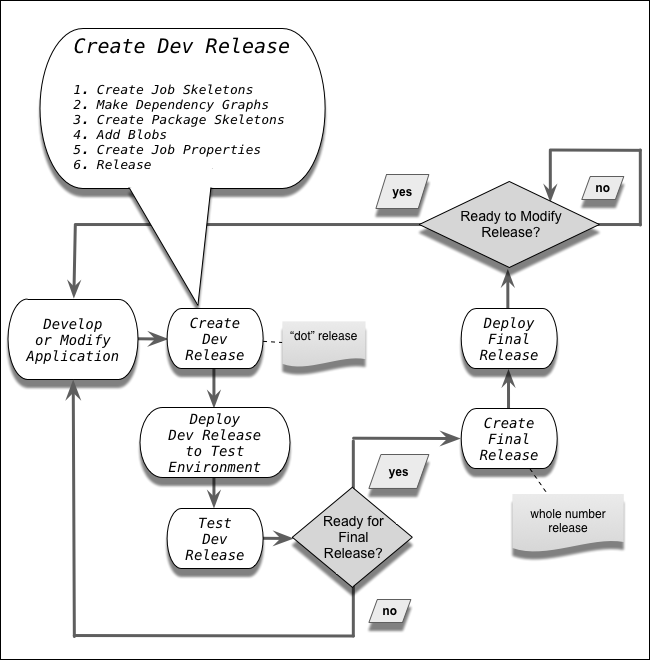 Create Dev Release
1. Create Job Skeletons
2. Make Dependency Graphs
3. Create Package Skeletons
4. Add Blobs
5. Create Job Properties
6. Release
yes
no
Ready to Modify
Release?
Develop
or Modify
Application
Create
Dev
Release
“dot” release
Deploy
Final
Release
Deploy
Dev Release
to Test
Environment
Create
Final
Release
yes
Test
Dev
Release
Ready for
Final
Release?
whole number
release
no